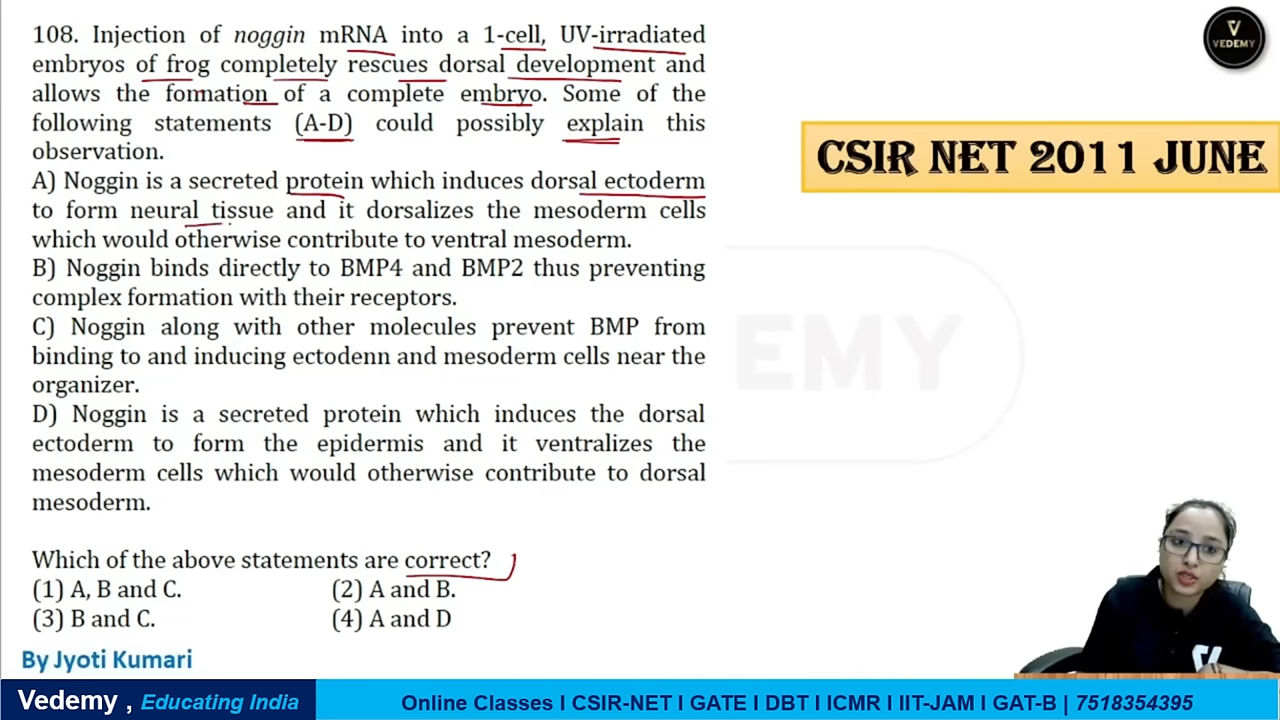 108. Injection of noggin mRNA into a 1-cell, UV-irradiated
embryos of frog completely rescues dorsal development and
allows the formation of a complete embryo. Some of the
following statements (A-D) could possibly explain this
observation.
A) Noggin is a secreted protein which induces dorsal ectoderm
to form neural tissue and it dorsalizes the mesoderm cells
which would otherwise contribute to ventral mesoderm.
B) Noggin binds directly to BMP4 and BMP2 thus preventing
complex formation with their receptors.
C) Noggin along with other molecules prevent BMP from
binding to and inducing ectodenn and mesoderm cells near the
organizer.
D) Noggin is a secreted protein which induces the dorsal
ectoderm to form the epidermis and it ventralizes the
mesoderm cells which would otherwise contribute to dorsal
mesoderm.
Which of the above statements are correct?
(1) A, B and C. (2) A and B.
(3) B and C. (4) A and D
By Jyoti Kumari
VEDEMY
CSIR NET 2011 JUNE
EMY
Vedemy , Educating India
Online Classes I CSIR-NET I GATE I DBT I ICMR I IIT-JAM I GAT-B | 7518354395